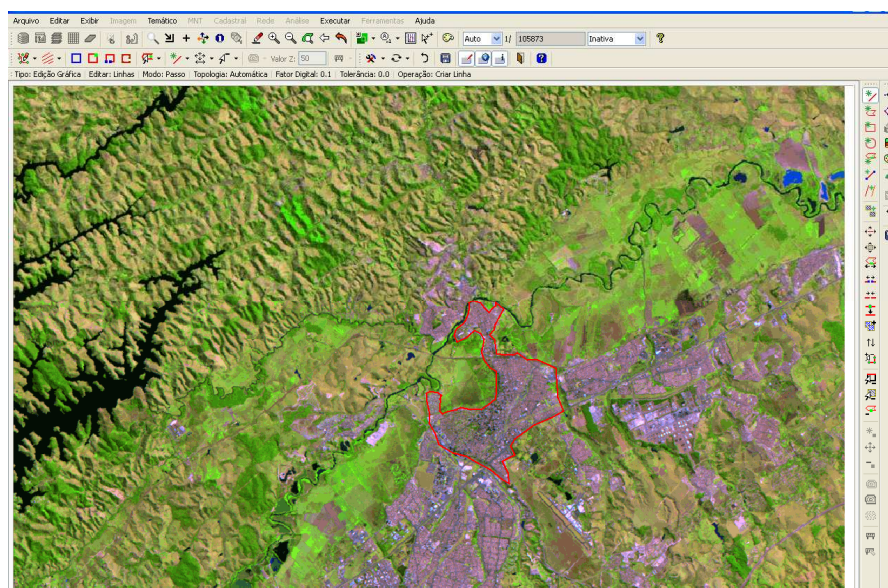 Arquivo Editar Exibir Imagem Temático MNT Cadastral Rede Análise Executar Ferramentas Ajuda
Auto 1/ 105873 Inativa
Valor Z: 50
Tipo: Edição Gráfica Editar: Linhas Modo: Passo Topologia: Automática Fator Digital: 0.1 Tolerância: 0.0 Operação: Criar Linha